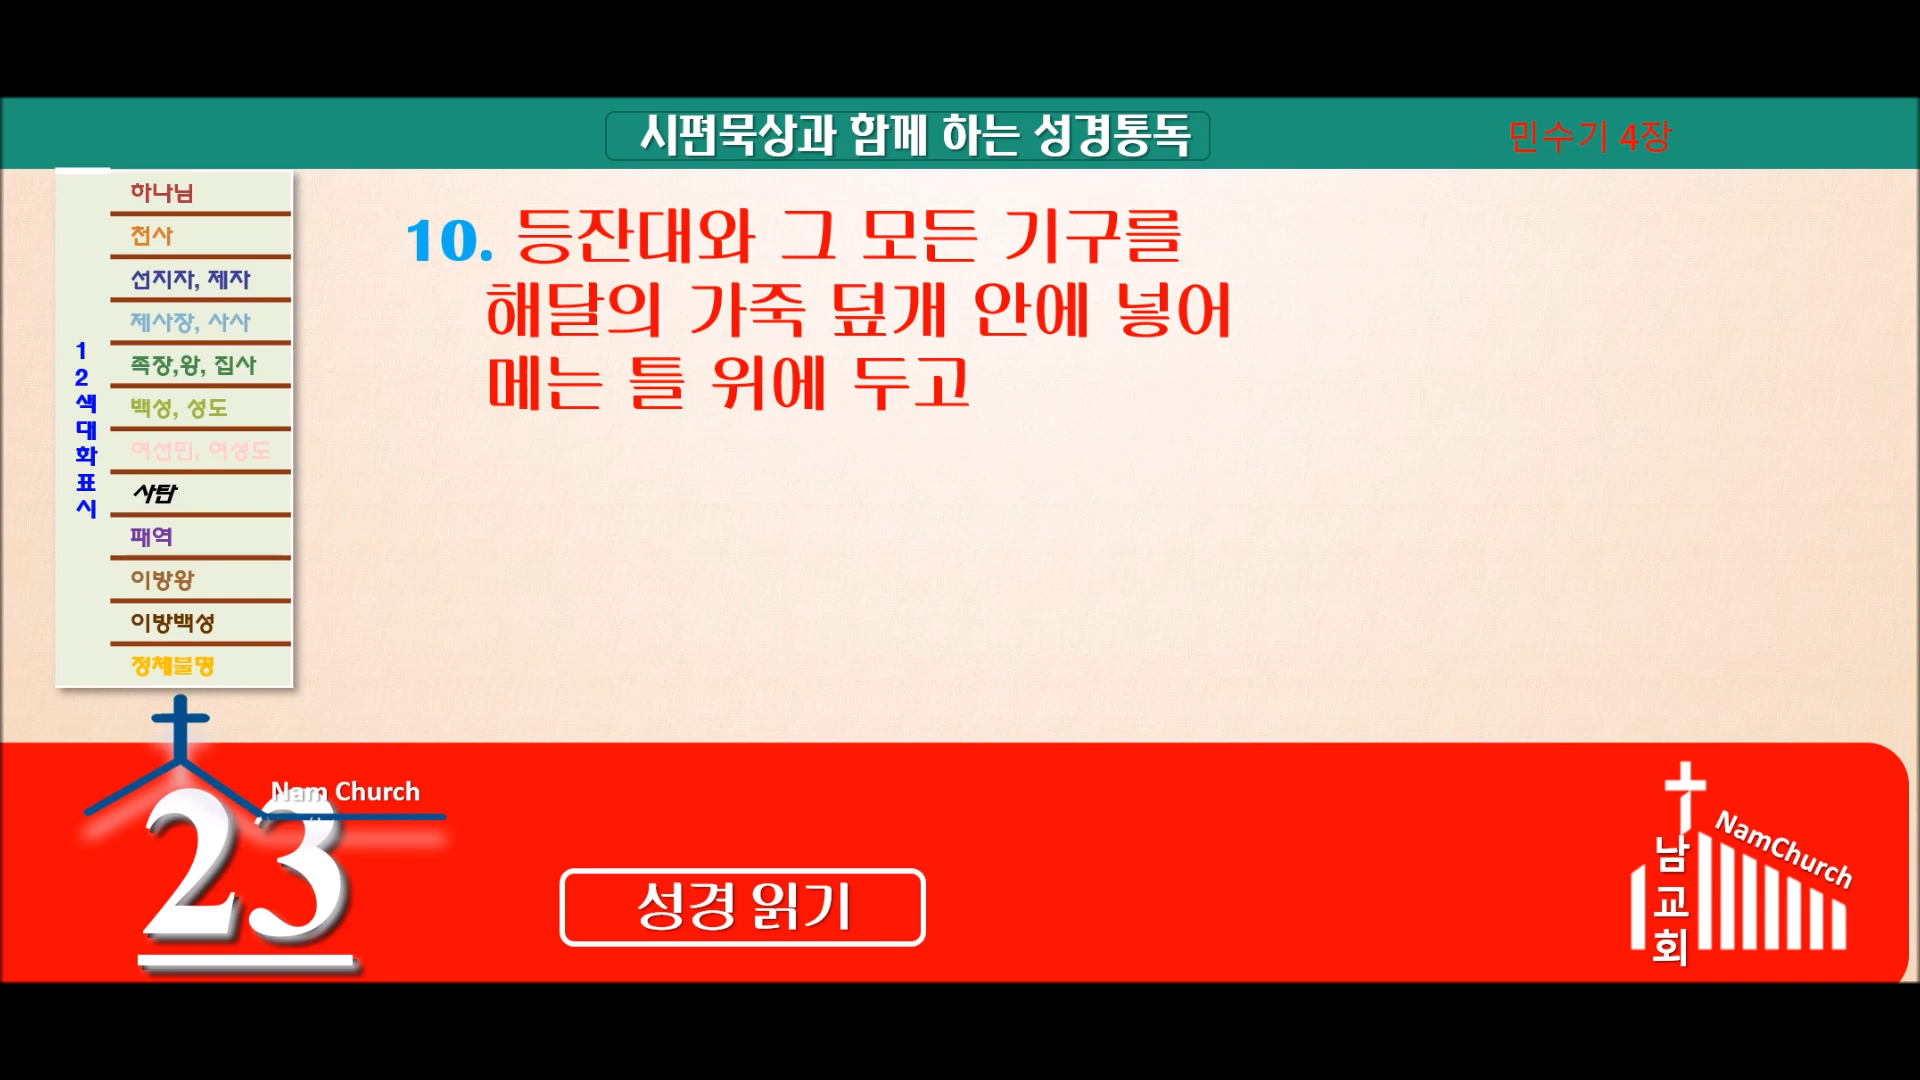 시편묵상과 함께 하는 성경통독
민수기 4장
12색대화표시
하나님
천사
선지자, 제자
제사장, 사사
족장,왕, 집사
백성, 성도
여선민, 여성도
사탄
패역
이방왕
이방백성
정체불명
10. 등잔대와 그 모든 기구를
해달의 가죽 덮개 안에 넣어
메는 틀 위에 두고
Nam Church
23
성경 읽기
남교회
NamChurch